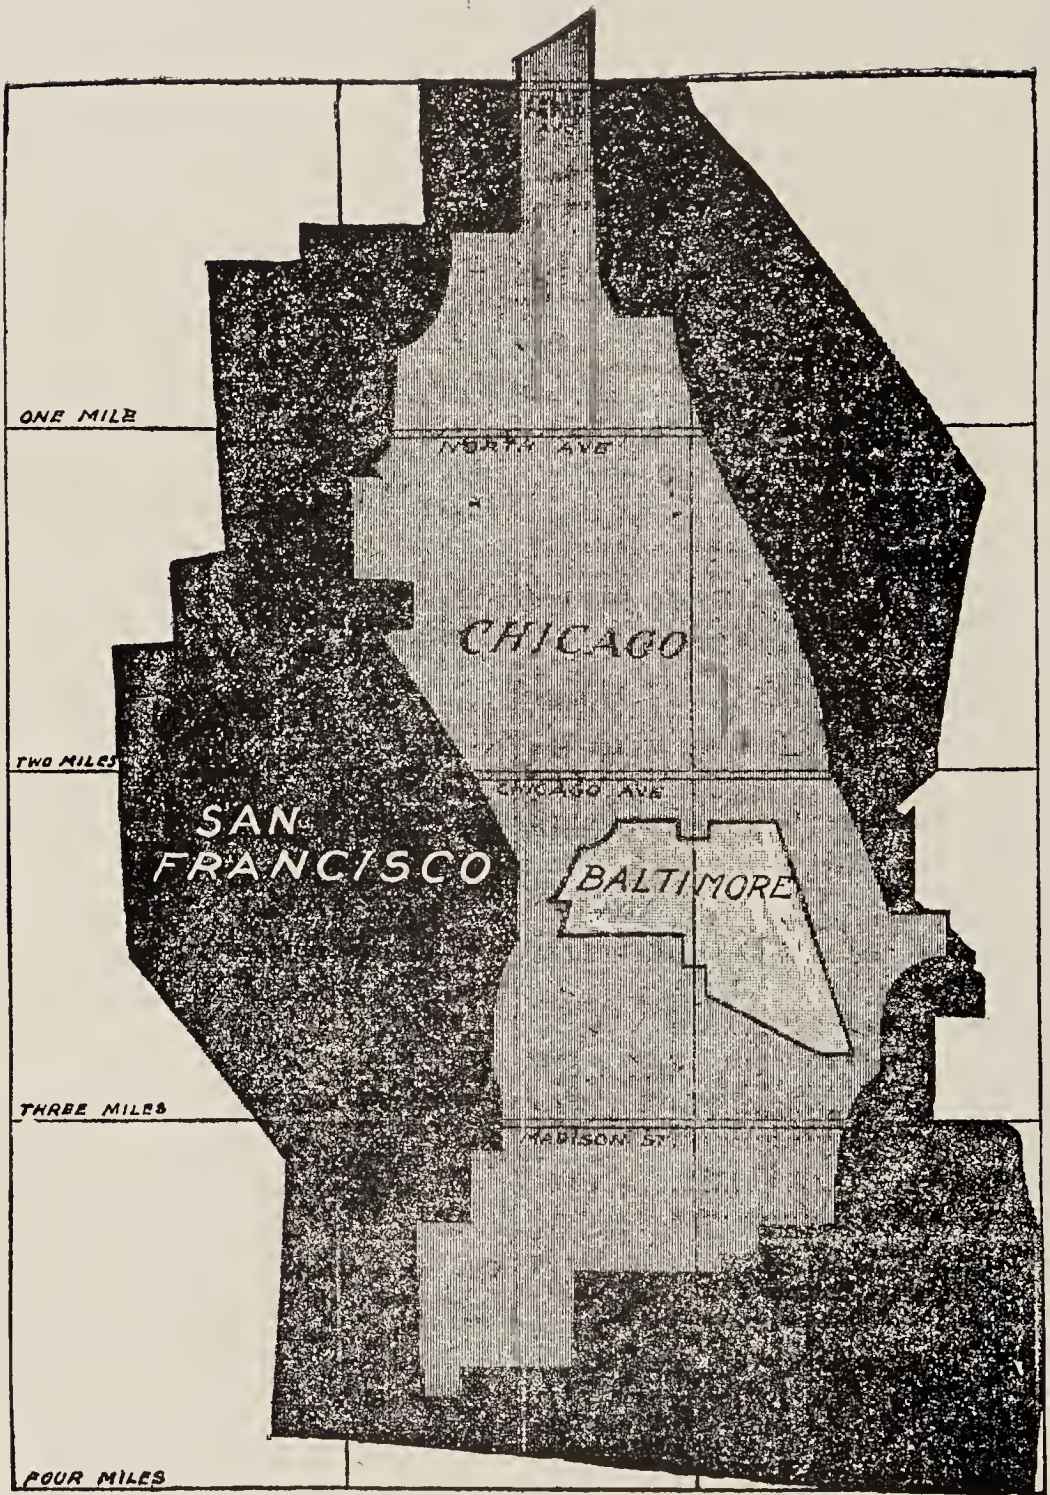 ONE MILE
NORTH AVE
CHICAGO
TWO MILES
CHICAGO AVE
SAN
FRANCISCO
BALTIMORE
THREE MILES
MADISON ST.
FOUR MILES